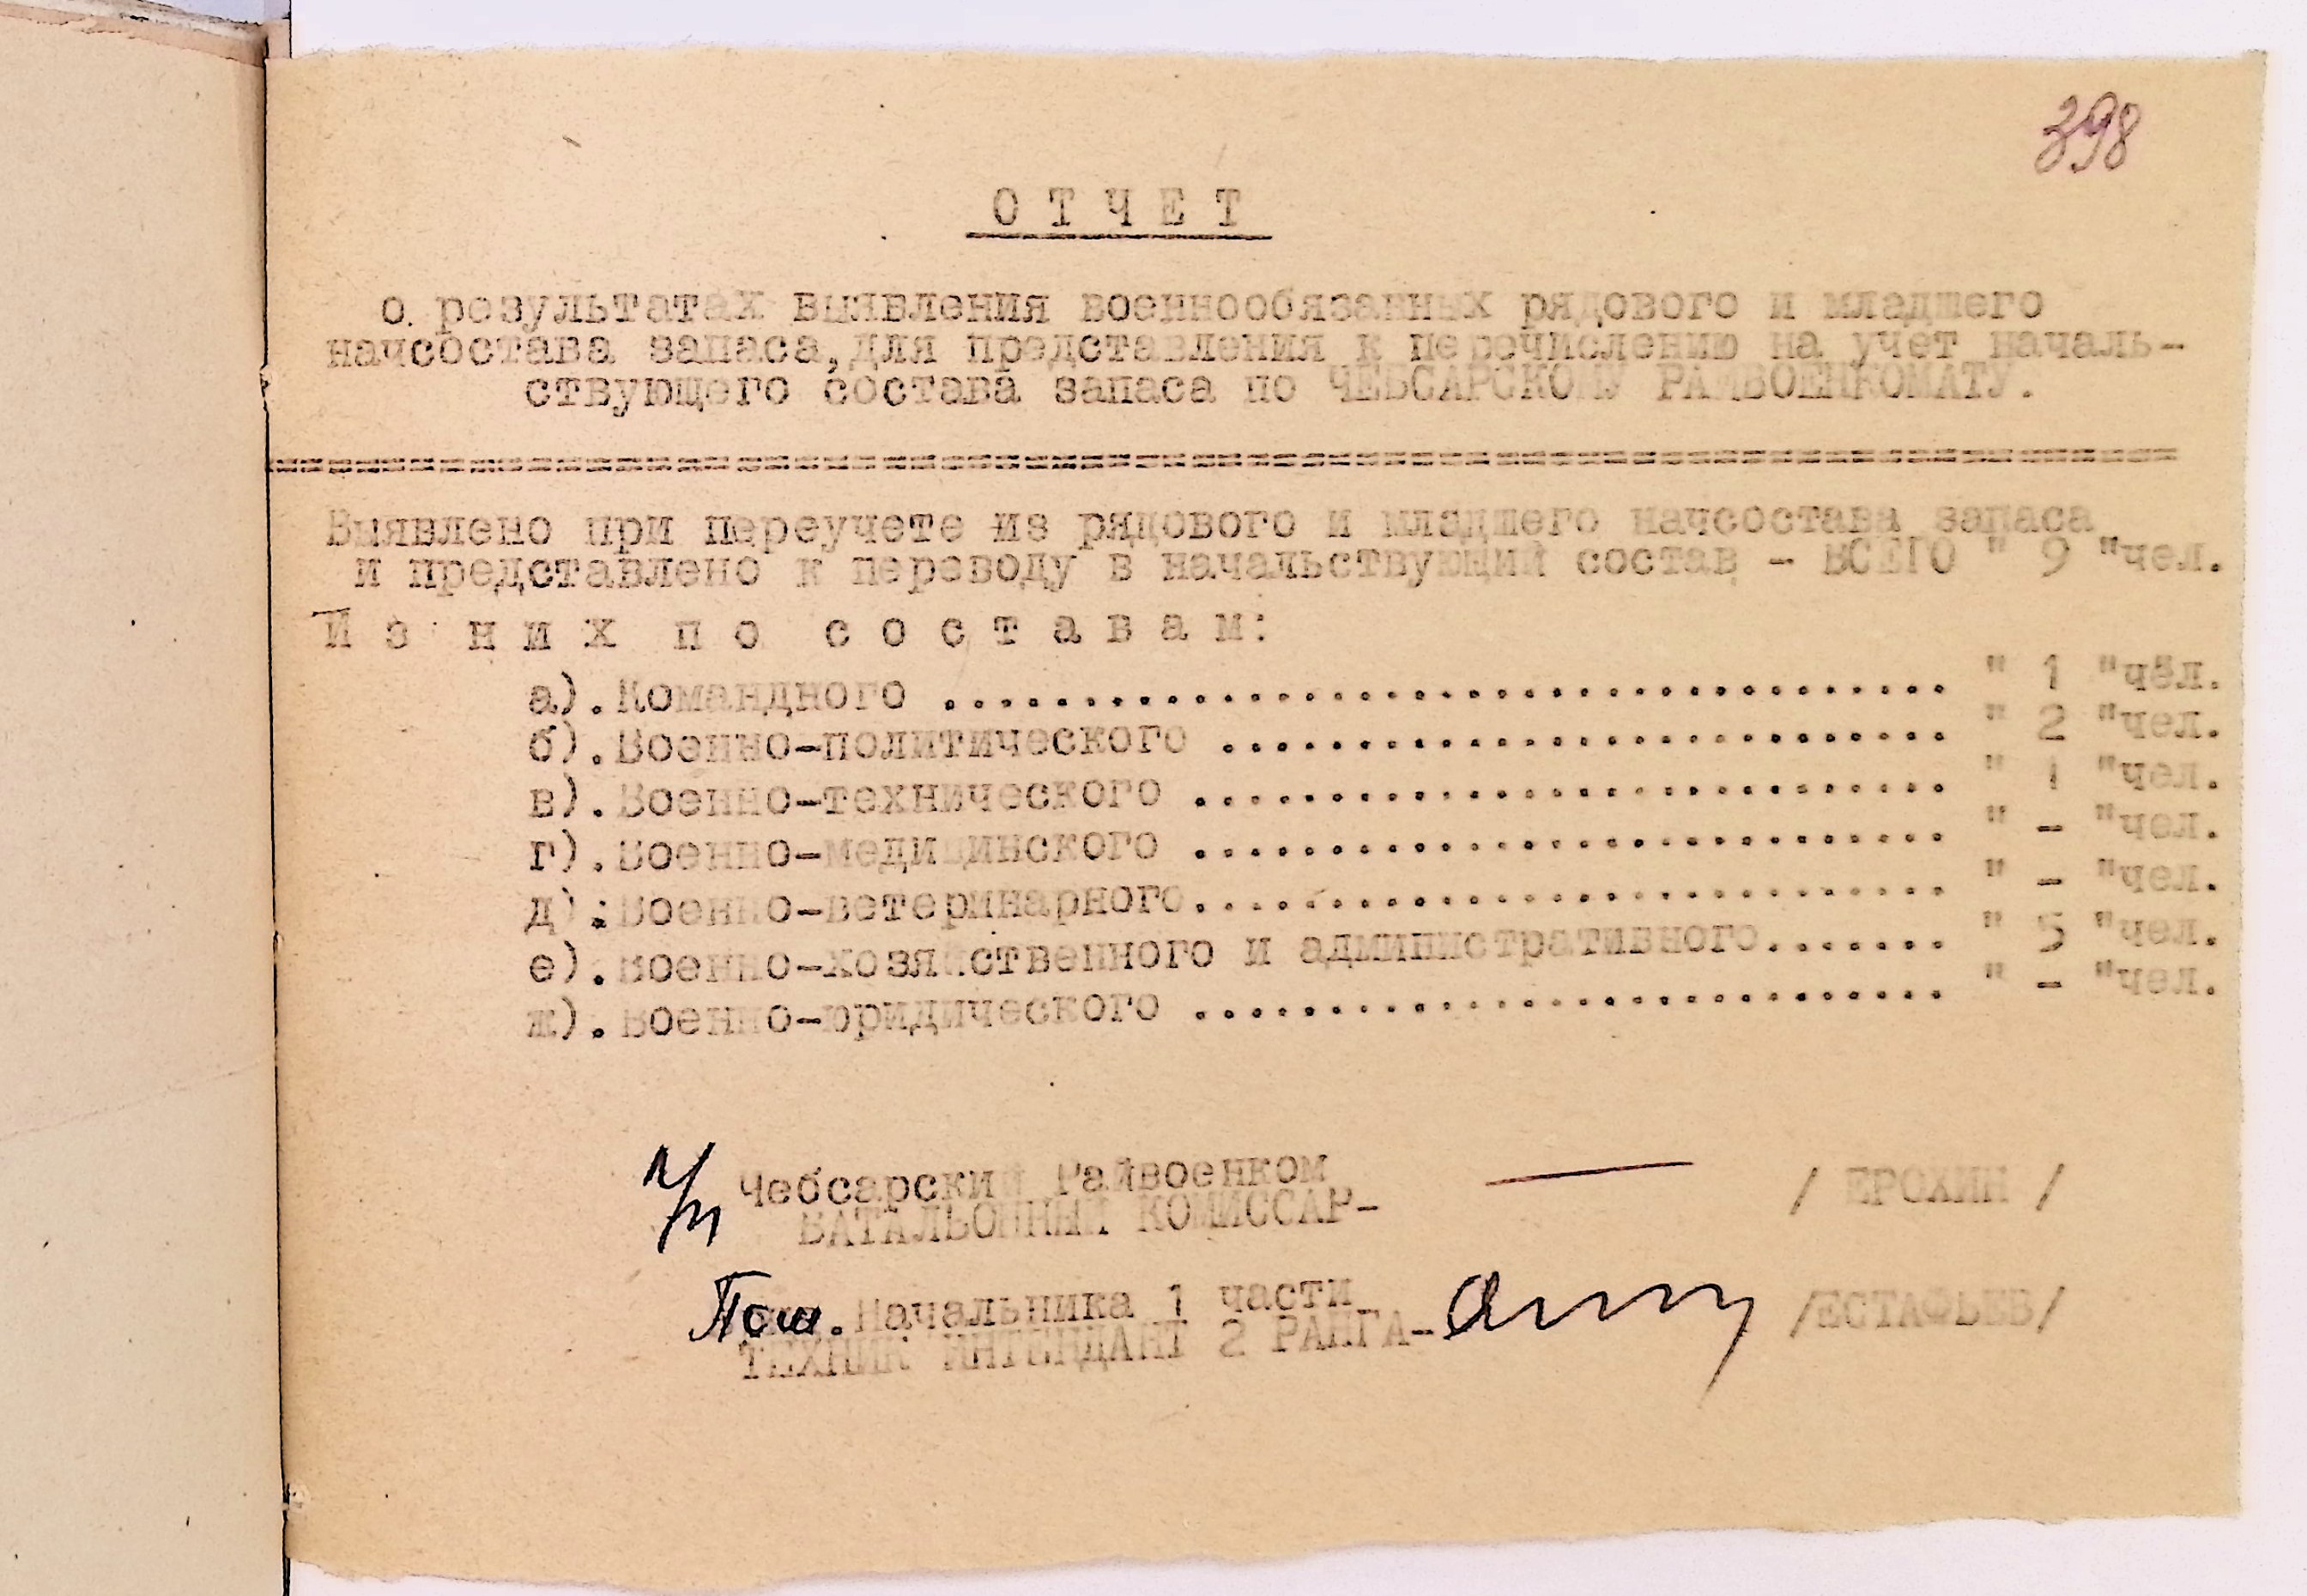 398
О Т Ч Е Т
о результатах выявления военнообязанных рядового и младшего
начсостава запаса, для представления к перечислению на учет началь-
ствующего состава запаса по ЧЕБСАРСКОМУ РАЙВОЕНКОМАТУ.
Выявлено при переучете из рядового и младшего начсостава запаса
и представлено к переводу в начальствующий состав - ВСЕГО " 9 "чел.
И з н и х п о с о с т а в а м:
а). Командного ..................................... " 1 "чел.
б). Военно-политического ........................... " 2 "чел.
в). Военно-технического ............................ " 1 "чел.
г). Военно-медицинского ............................ " - "чел.
д). Военно-ветеринарного............................ " - "чел.
е). Военно-хозяйственного и административного....... " 5 "чел.
ж). Военно-юридического ............................ " - "чел.
п/п Чебсарский Райвоенком
БАТАЛЬОННЫЙ КОМИССАР- / ЕРОХИН /
Пом. Начальника 1 части
ТЕХНИК ИНТЕНДАНТ 2 РАНГА- /ЕСТАФЬЕВ/